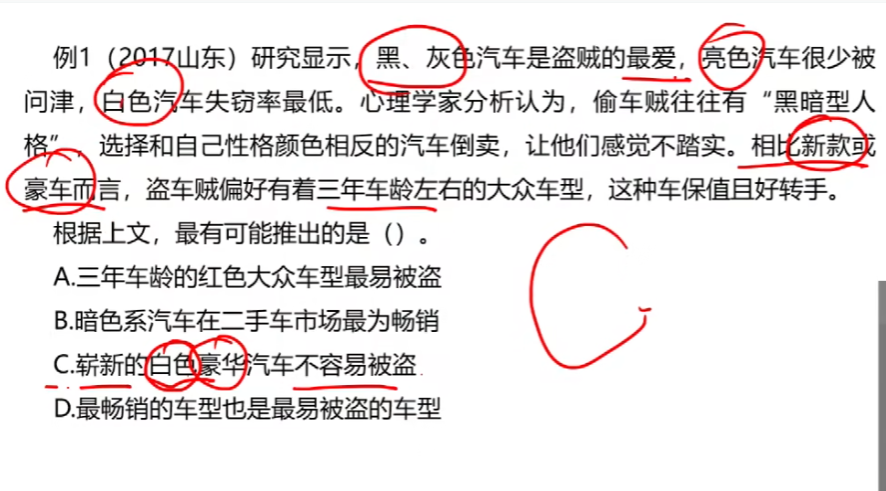 例1（2017山东）研究显示，黑、灰色汽车是盗贼的最爱，亮色汽车很少被
问津，白色汽车失窃率最低。心理学家分析认为，偷车贼往往有“黑暗型人
格”，选择和自己性格颜色相反的汽车倒卖，让他们感觉不踏实。相比新款或
豪车而言，盗车贼偏好有着三年车龄左右的大众车型，这种车保值且好转手。
根据上文，最有可能推出的是（）。
A.三年车龄的红色大众车型最易被盗
B.暗色系汽车在二手车市场最为畅销
C.崭新的白色豪华汽车不容易被盗
D.最畅销的车型也是最易被盗的车型
C